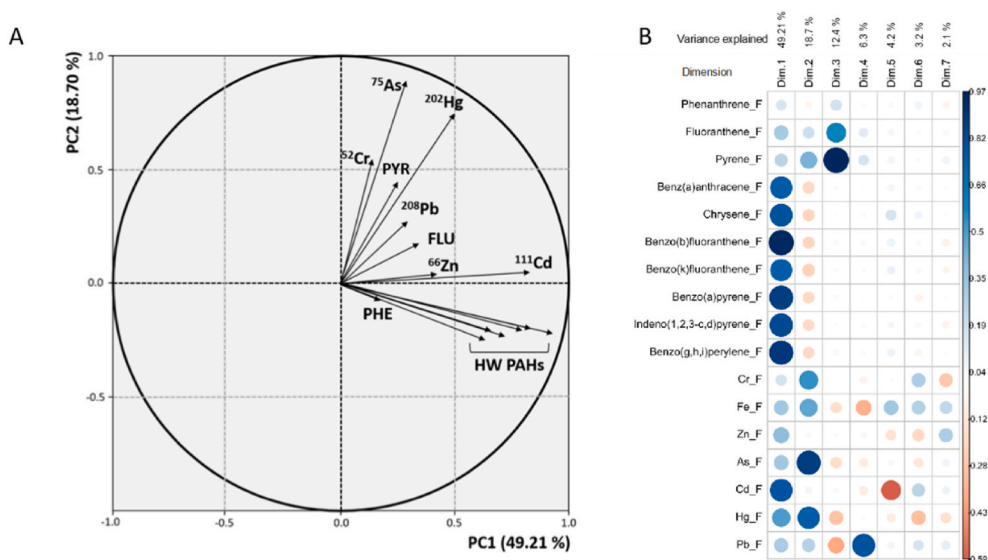 A
PC2 (18.70 %)
1.0
0.5
0.0
-0.5
-1.0
-0.5
0.0
0.5
1.0
PC1 (49.21 %)
75As
202Hg
52Cr
PYR
208Pb
FLU
66Zn
111Cd
PHE
HW PAHs
B
Variance explained 49.21 % 18.7 % 12.4 % 6.3 % 4.2 % 3.2 % 2.1 %
Dimension Dim.1 Dim.2 Dim.3 Dim.4 Dim.5 Dim.6 Dim.7
Phenanthrene_F
Fluoranthene_F
Pyrene_F
Benz(a)anthracene_F
Chrysene_F
Benzo(b)fluoranthene_F
Benzo(k)fluoranthene_F
Benzo(a)pyrene_F
Indeno(1,2,3-c,d)pyrene_F
Benzo(g,h,i)perylene_F
Cr_F
Fe_F
Zn_F
As_F
Cd_F
Hg_F
Pb_F
0.97
0.82
0.66
0.5
0.35
0.19
0.04
-0.12
-0.28
-0.43
-0.59